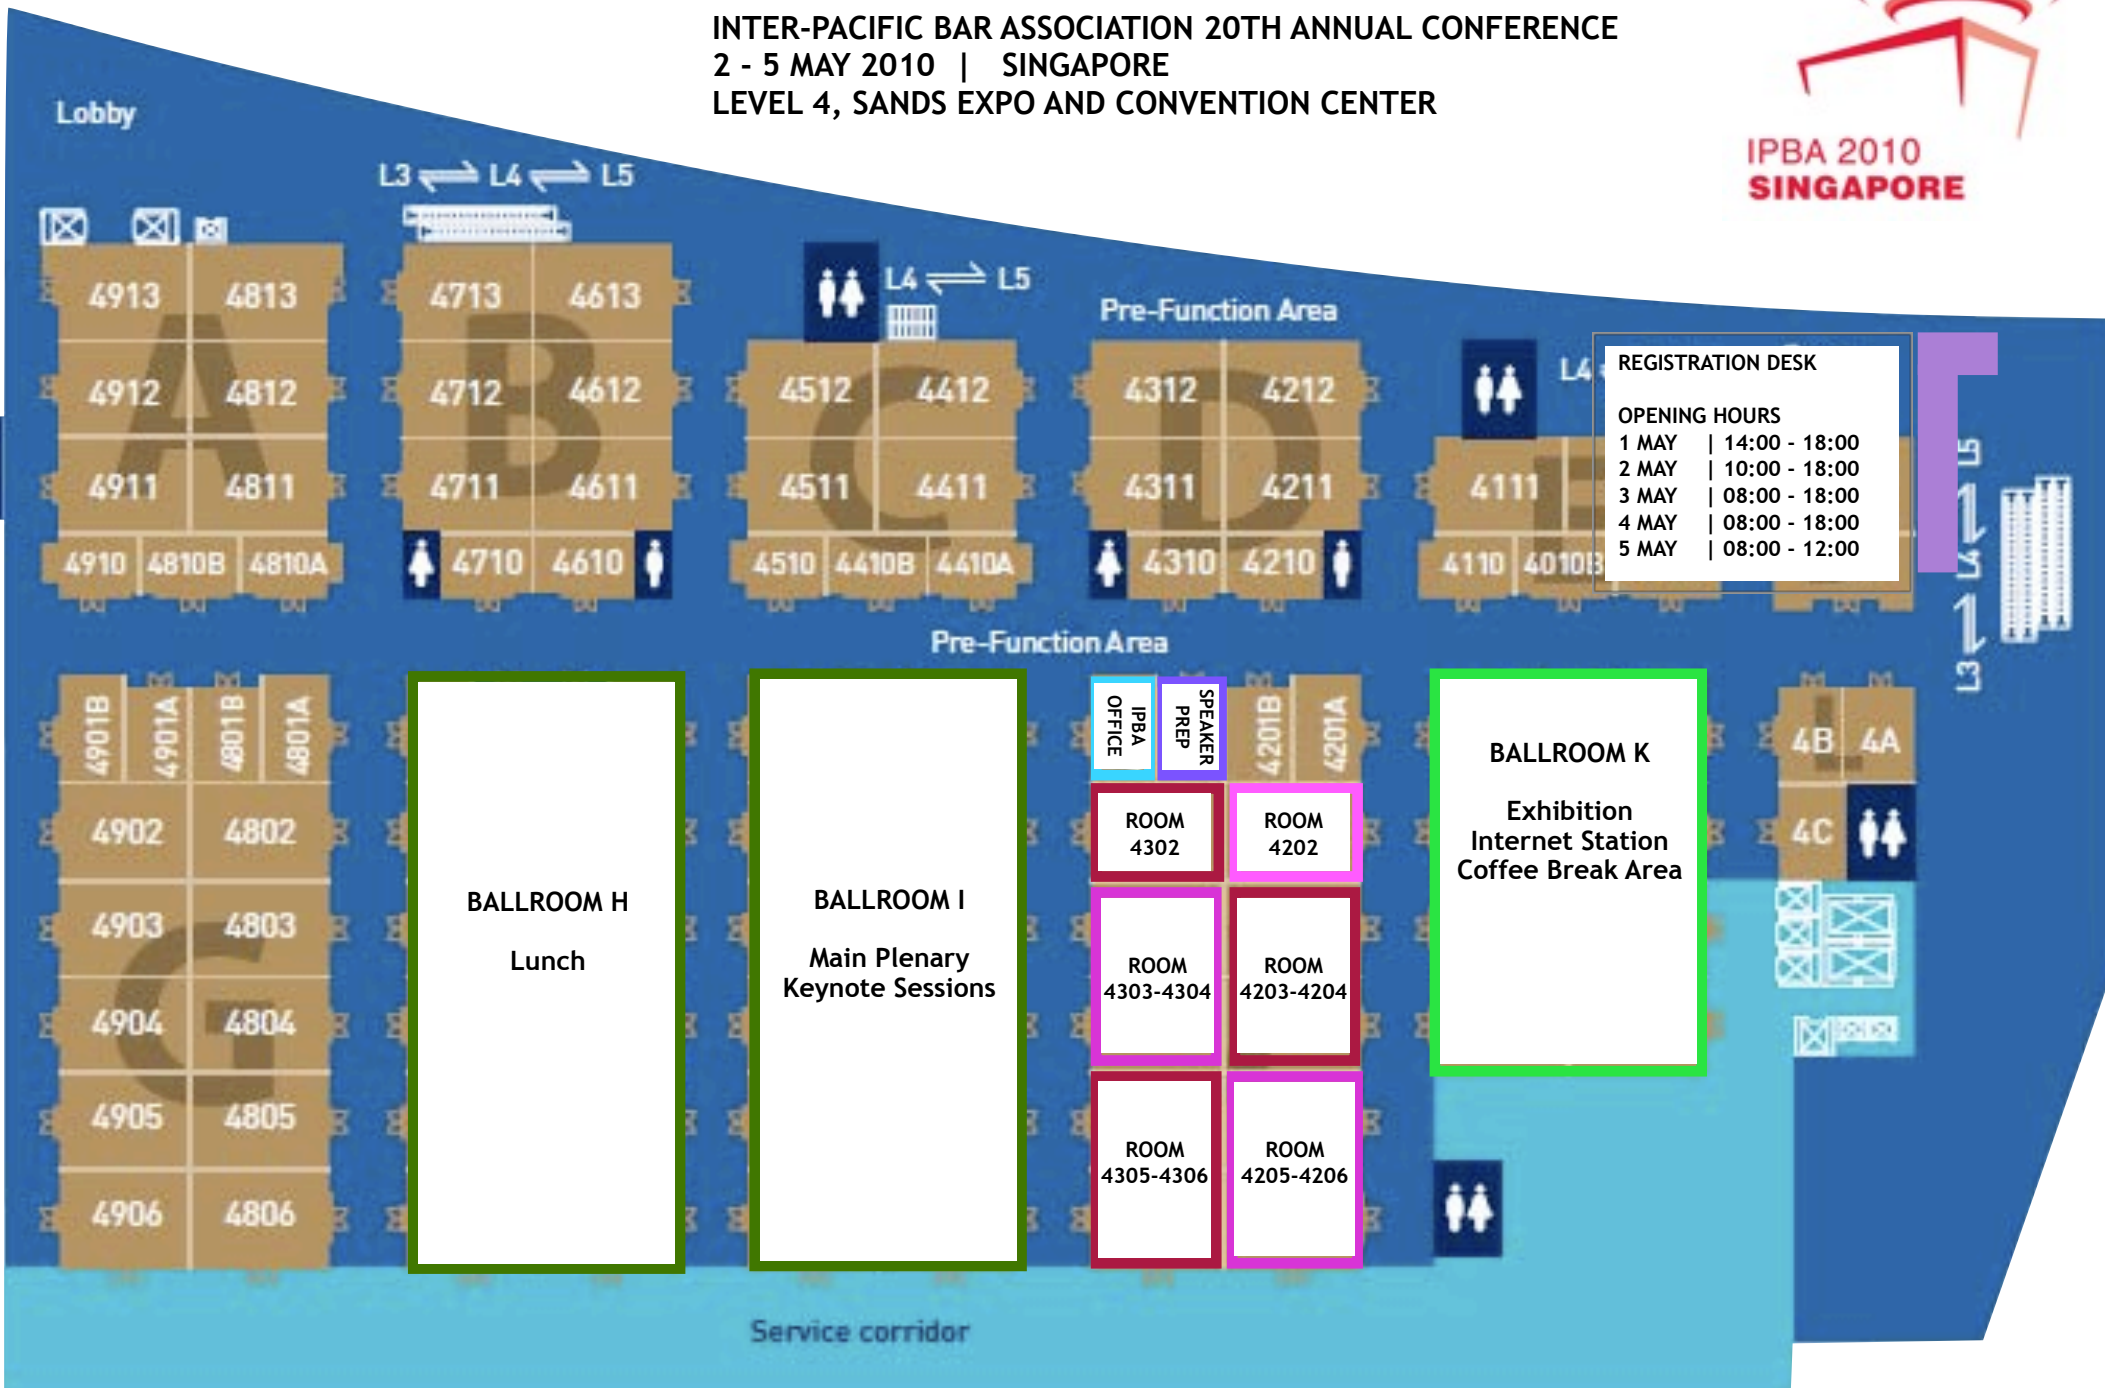 INTER-PACIFIC BAR ASSOCIATION 20TH ANNUAL CONFERENCE
2 - 5 MAY 2010 | SINGAPORE
LEVEL 4, SANDS EXPO AND CONVENTION CENTER
IPBA 2010
SINGAPORE
Lobby
L3 L4 L5
L4 L5
Pre-Function Area
4913 4813
4713 4613
4912 4812
4712 4612
4512 4412
4312 4212
4911 4811
4711 4611
4511 4411
4311 4211
4111
4910 4810B 4810A
4710 4610
4510 4410B 4410A
4310 4210
4110 4010B
A
B
C
D
E
L4
REGISTRATION DESK
OPENING HOURS
1 MAY | 14:00 - 18:00
2 MAY | 10:00 - 18:00
3 MAY | 08:00 - 18:00
4 MAY | 08:00 - 18:00
5 MAY | 08:00 - 12:00
L5
L4
L3
Pre-Function Area
4901B 4901A 4801B 4801A
4902 4802
4903 4803
4904 4804
4905 4805
4906 4806
G
BALLROOM H
Lunch
BALLROOM I
Main Plenary
Keynote Sessions
IPBA
OFFICE
SPEAKER
PREP
4201B 4201A
ROOM
4302
ROOM
4202
ROOM
4303-4304
ROOM
4203-4204
ROOM
4305-4306
ROOM
4205-4206
BALLROOM K
Exhibition
Internet Station
Coffee Break Area
4B 4A
4C
L
Service corridor